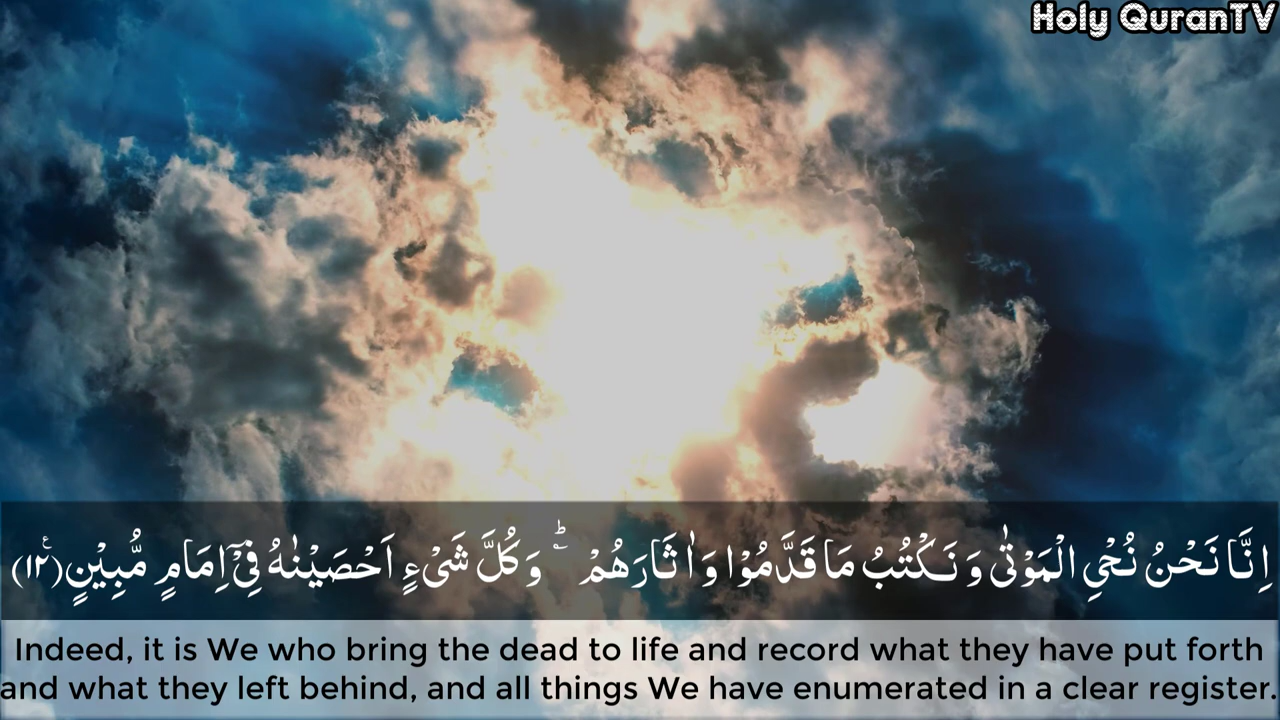 Holy QuranTV
اِنَّا نَحْنُ نُحْىِ الْمَوْتٰى وَ نَكْتُبُ مَا قَدَّمُوْا وَ اٰثَارَهُمْ ؕؔ وَ كُلَّ شَىْءٍ اَحْصَيْنٰهُ فِىْۤ اِمَامٍ مُّبِيْنٍ (۱۲)ع
Indeed, it is We who bring the dead to life and record what they have put forth
and what they left behind, and all things We have enumerated in a clear register.